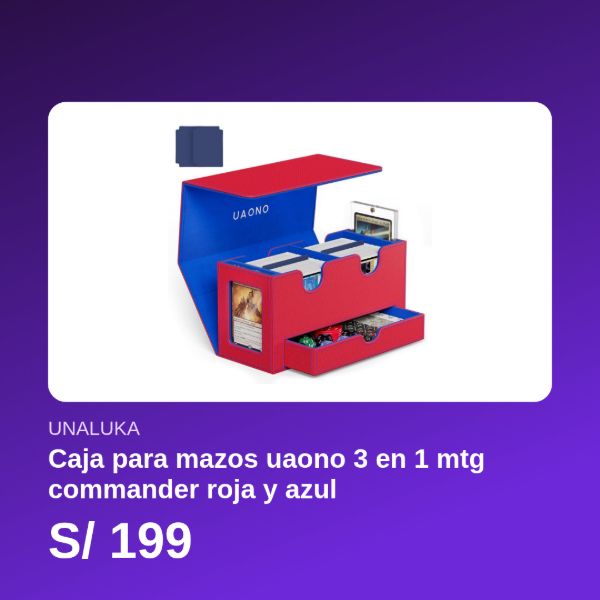 UAONO
UNALUKA
Caja para mazos uaono 3 en 1 mtg
commander roja y azul
S/ 199